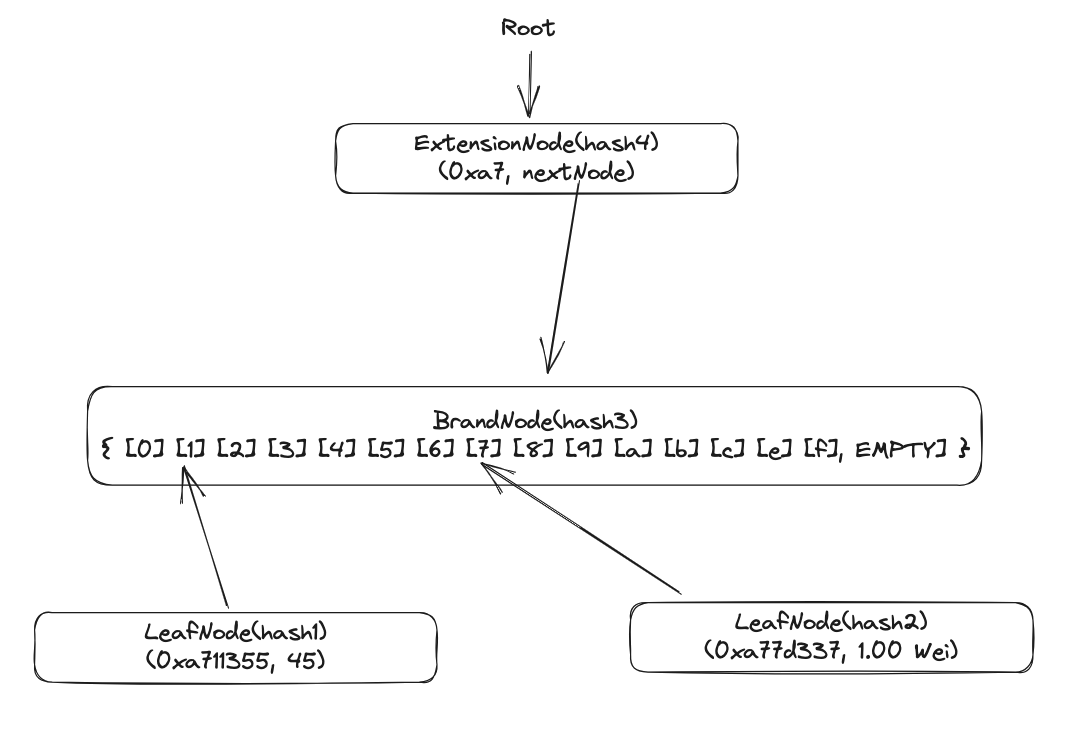 Root
ExtensionNode(hash4)
(0xa7, nextNode)
BrandNode(hash3)
{ [0] [1] [2] [3] [4] [5] [6] [7] [8] [9] [a] [b] [c] [e] [f], EMPTY] }
LeafNode(hash1)
(0xa711355, 45)
LeafNode(hash2)
(0xa77d337, 1.00 Wei)